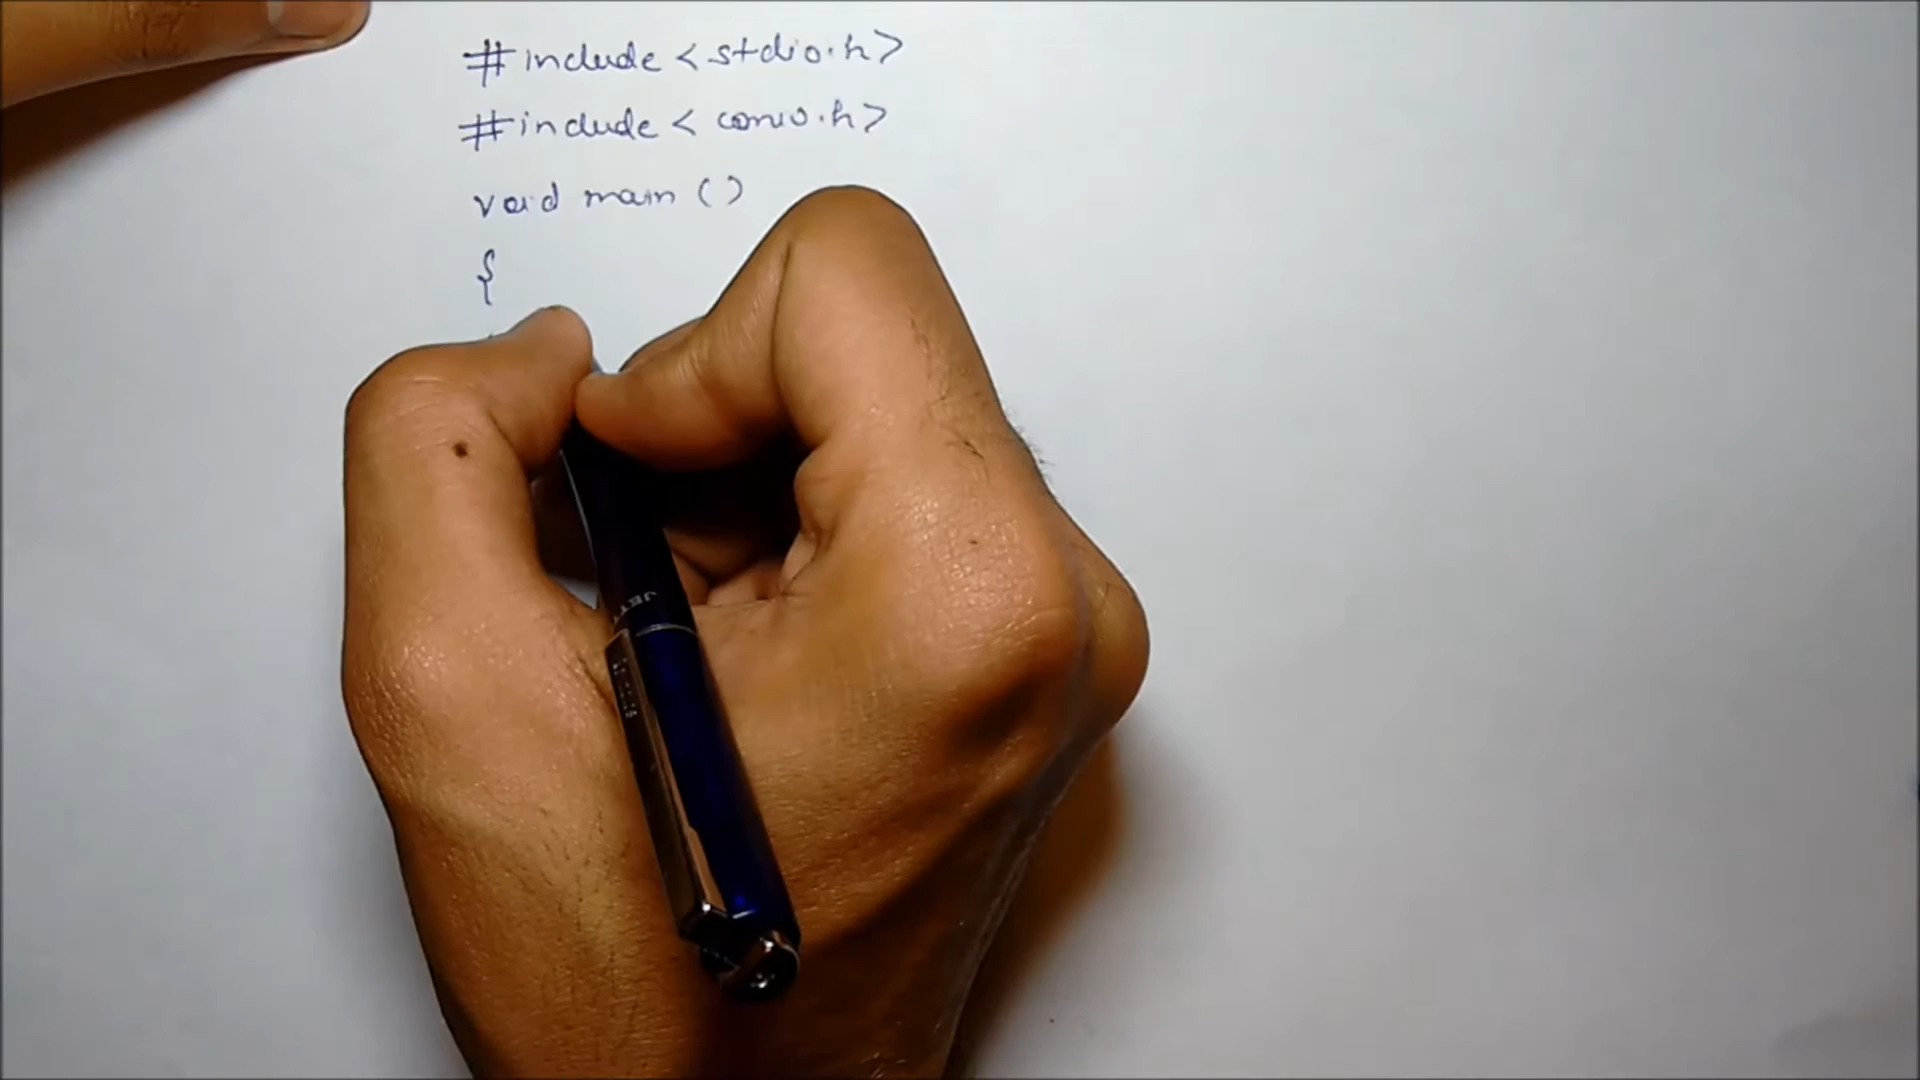 #include <stdio.h>
#include <conio.h>
void main ()
{